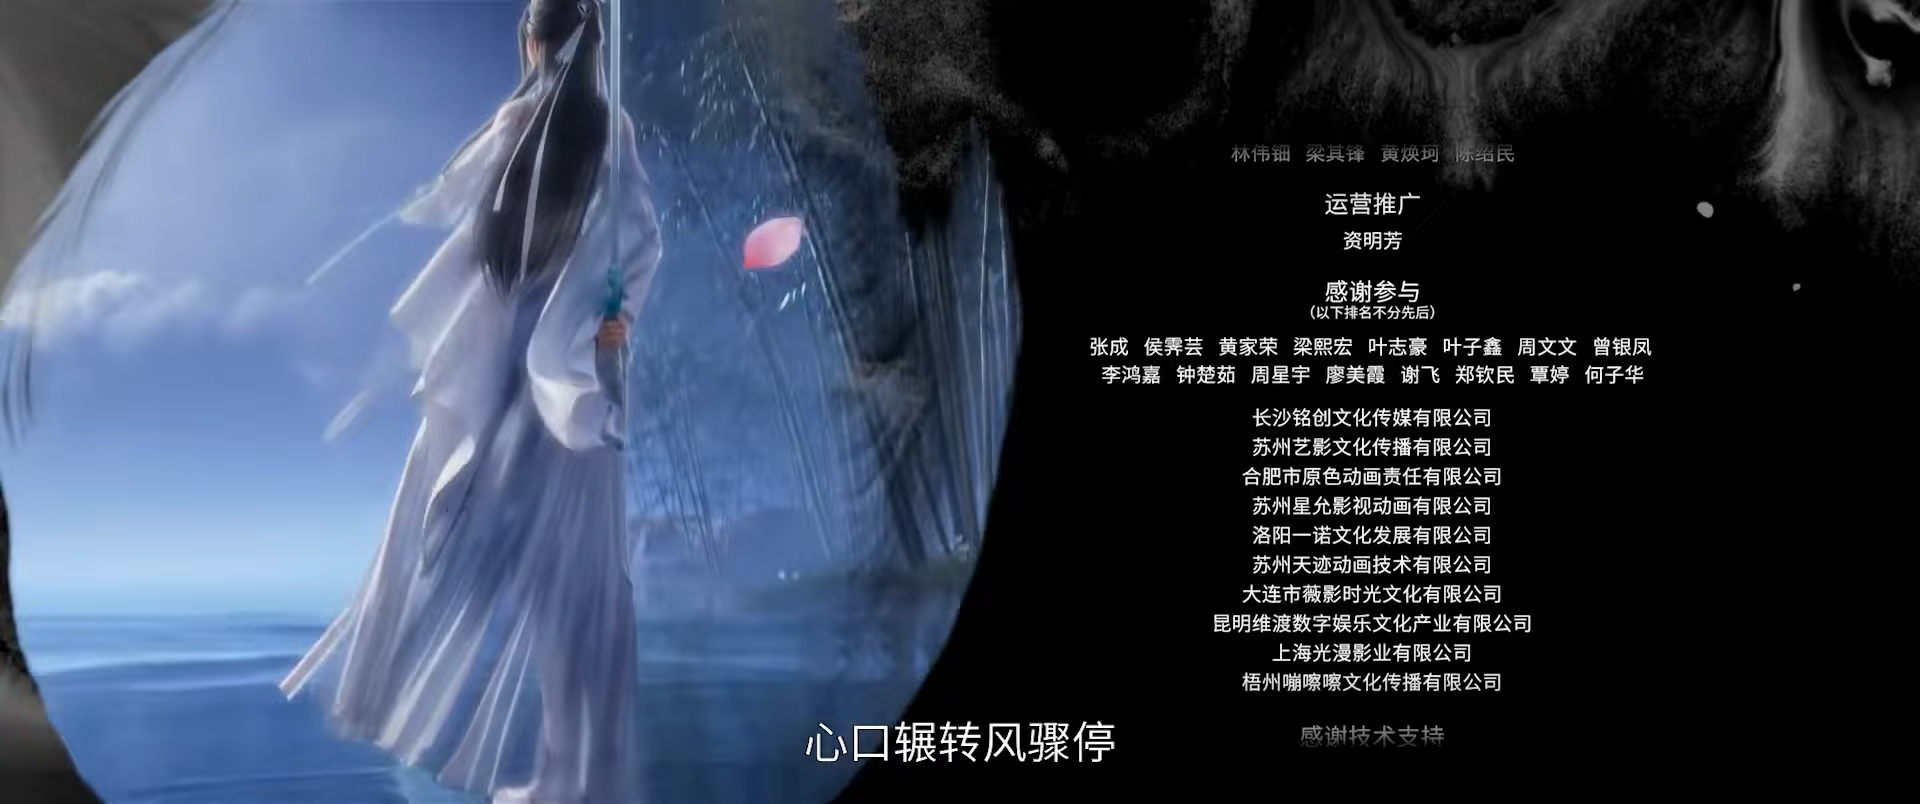 林伟钿 梁其锋 黄焕珂 陈绍民
运营推广
资明芳
感谢参与
（以下排名不分先后）
张成 侯霁芸 黄家荣 梁熙宏 叶志豪 叶子鑫 周文文 曾银凤
李鸿嘉 钟楚茹 周星宇 廖美霞 谢飞 郑钦民 覃婷 何子华
长沙铭创文化传媒有限公司
苏州艺影文化传播有限公司
合肥市原色动画责任有限公司
苏州星允影视动画有限公司
洛阳一诺文化发展有限公司
苏州天迹动画技术有限公司
大连市薇影时光文化有限公司
昆明维渡数字娱乐文化产业有限公司
上海光漫影业有限公司
梧州嘣嚓嚓文化传播有限公司
感谢技术支持
心口辗转风骤停